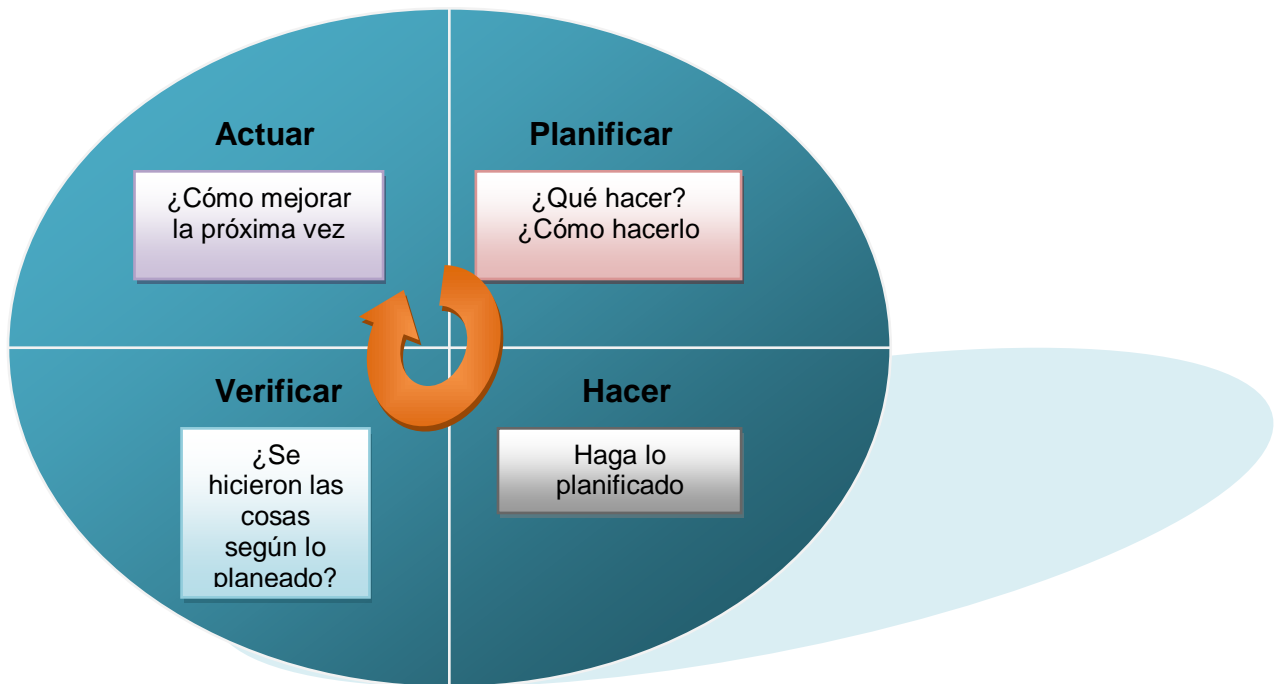 Actuar
¿Cómo mejorar
la próxima vez
Planificar
¿Qué hacer?
¿Cómo hacerlo
Verificar
¿Se
hicieron las
cosas
según lo
planeado?
Hacer
Haga lo
planificado